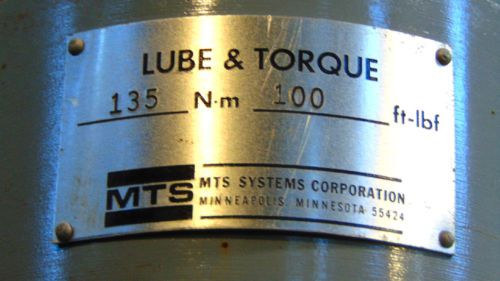 LUBE & TORQUE
135 N·m 100 ft-lbf
MTS
MTS SYSTEMS CORPORATION
MINNEAPOLIS, MINNESOTA 55424